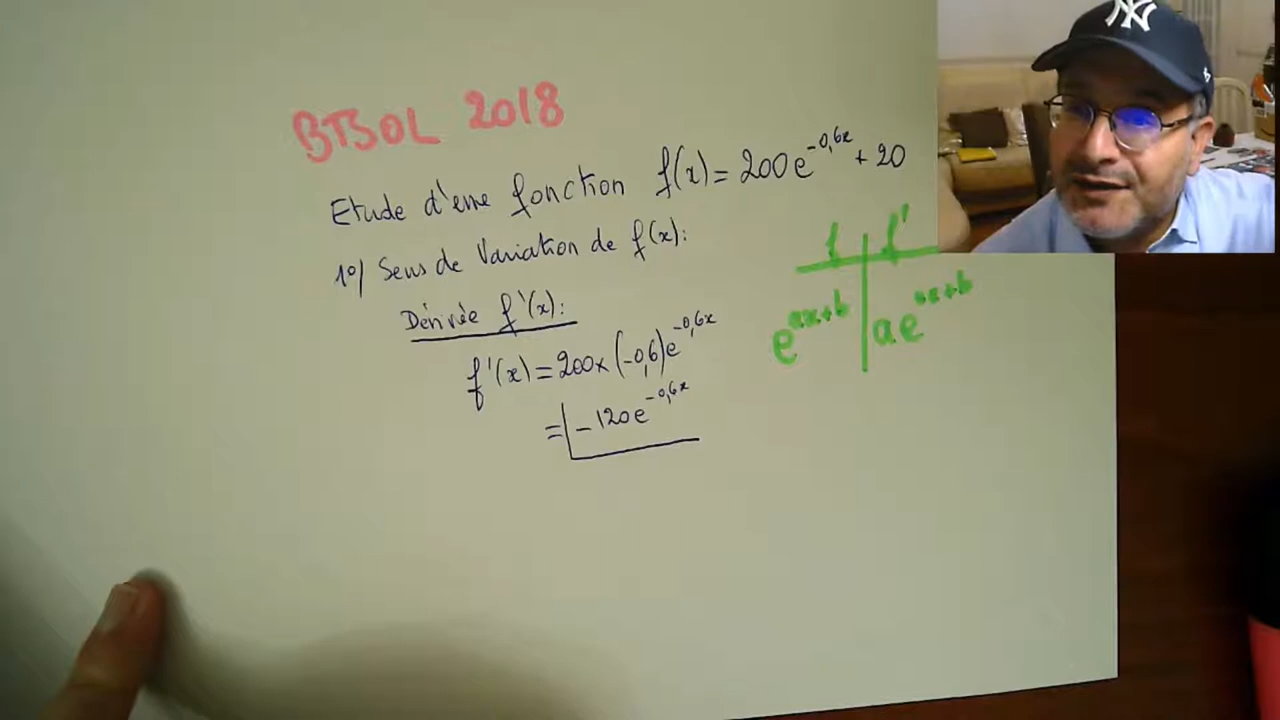 BTSOL 2018
Etude d'une fonction f(x) = 200e^-0,6x + 20
1°/ Sens de Variation de f(x):
Dérivée f'(x):
f'(x) = 200x (-0,6)e^-0,6x
= -120e^-0,6x
f f'
e^ax+b ae^ax+b
NY